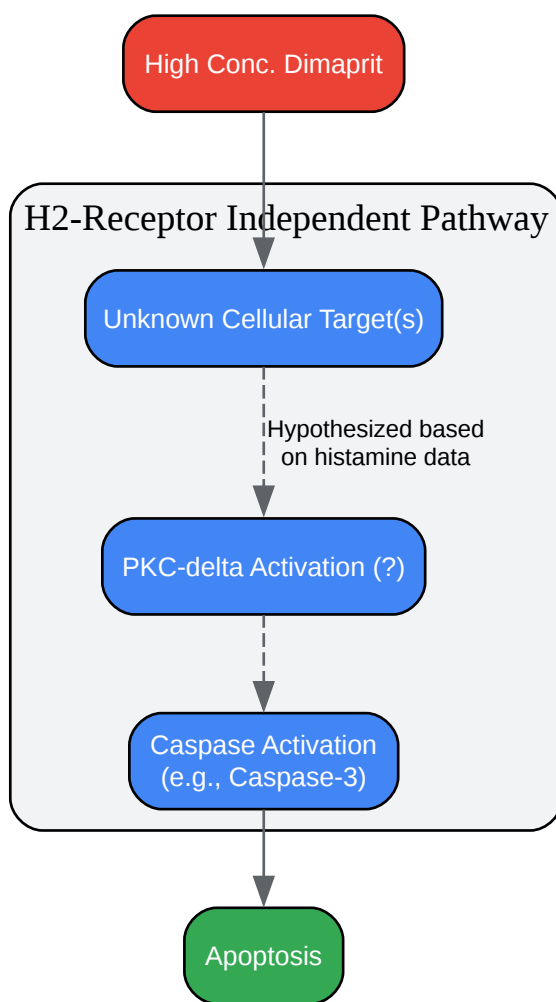 High Conc. Dimaprit
H2-Receptor Independent Pathway
Unknown Cellular Target(s)
Hypothesized based
on histamine data
PKC-delta Activation (?)
Caspase Activation
(e.g., Caspase-3)
Apoptosis